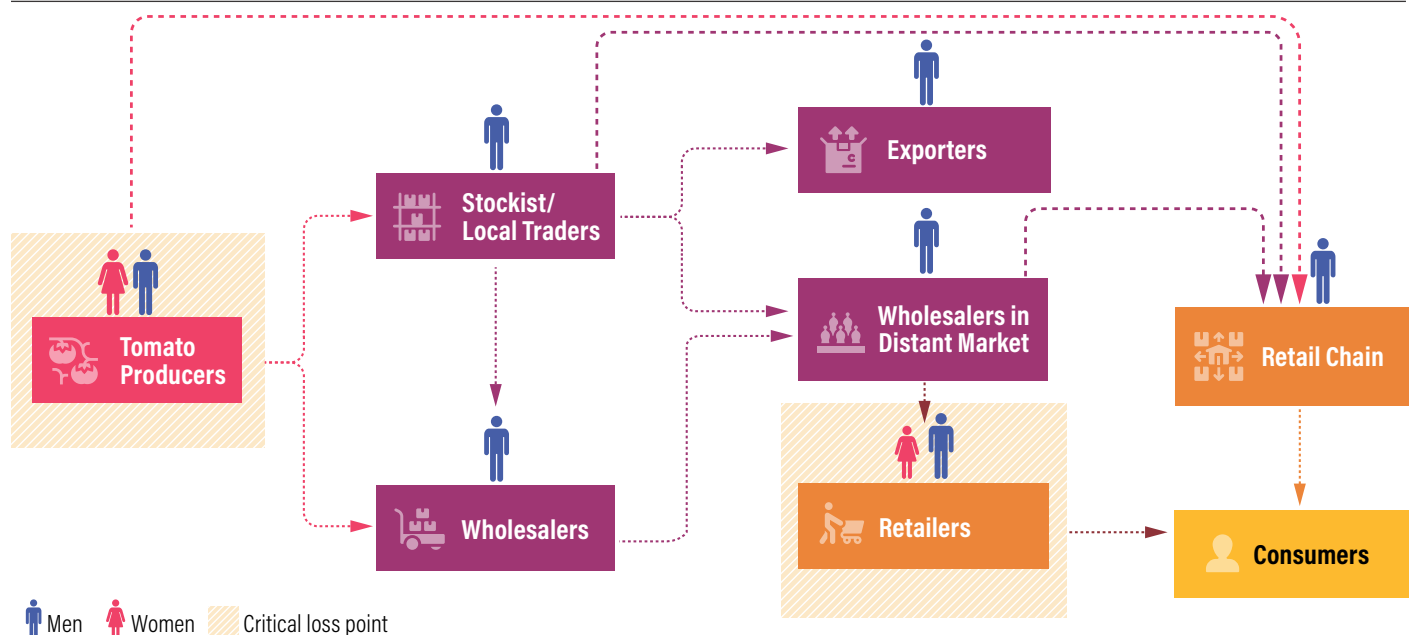 Exporters
Stockist/
Local Traders
Wholesalers in
Distant Market
Tomato
Producers
Retail Chain
Wholesalers
Retailers
Consumers
Men
Women
Critical loss point